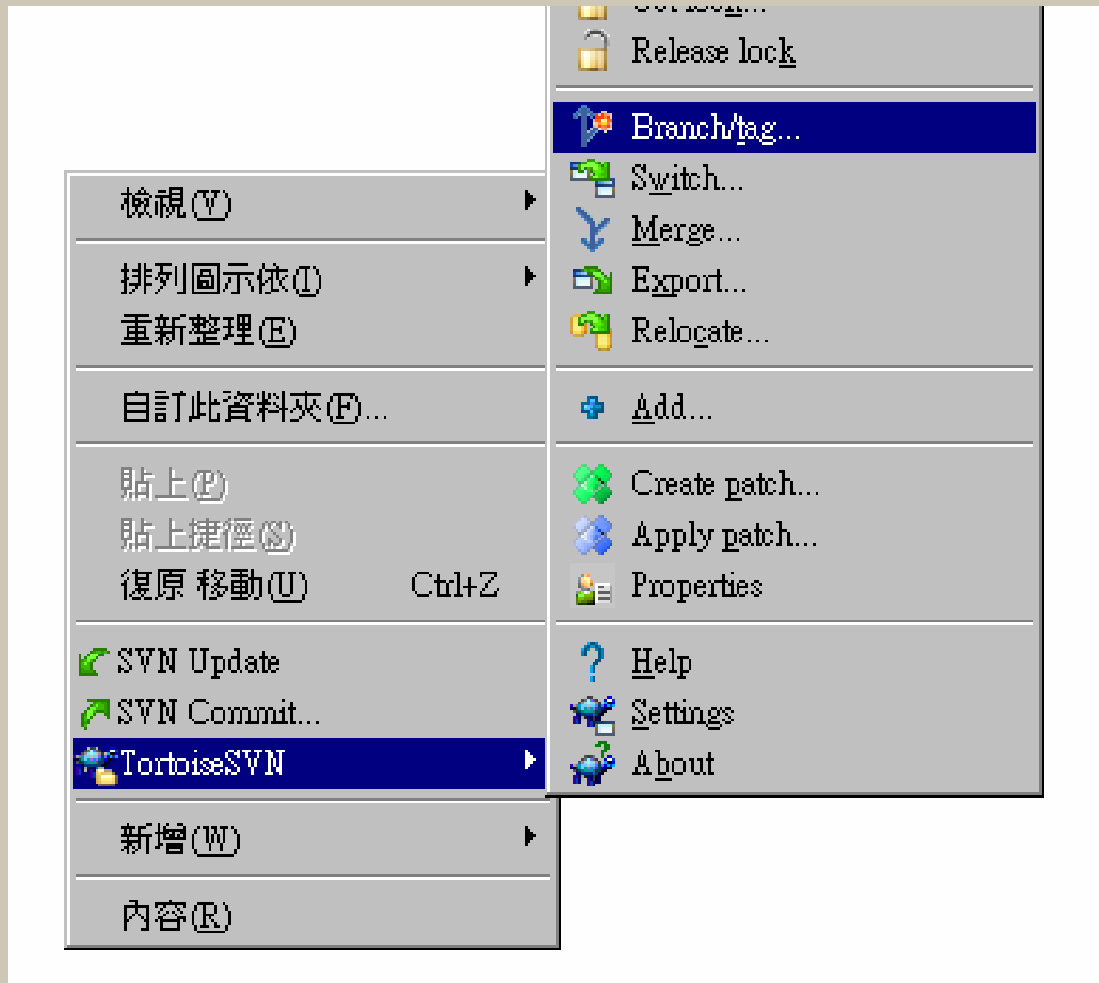 檢視(V)
排列圖示依(I)
重新整理(E)
自訂此資料夾(F)...
貼上(P)
貼上捷徑(S)
復原 移動(U) Ctrl+Z
SVN Update
SVN Commit...
TortoiseSVN
新增(W)
內容(R)
Release lock
Branch/tag...
Switch...
Merge...
Export...
Relocate...
Add...
Create patch...
Apply patch...
Properties
Help
Settings
About